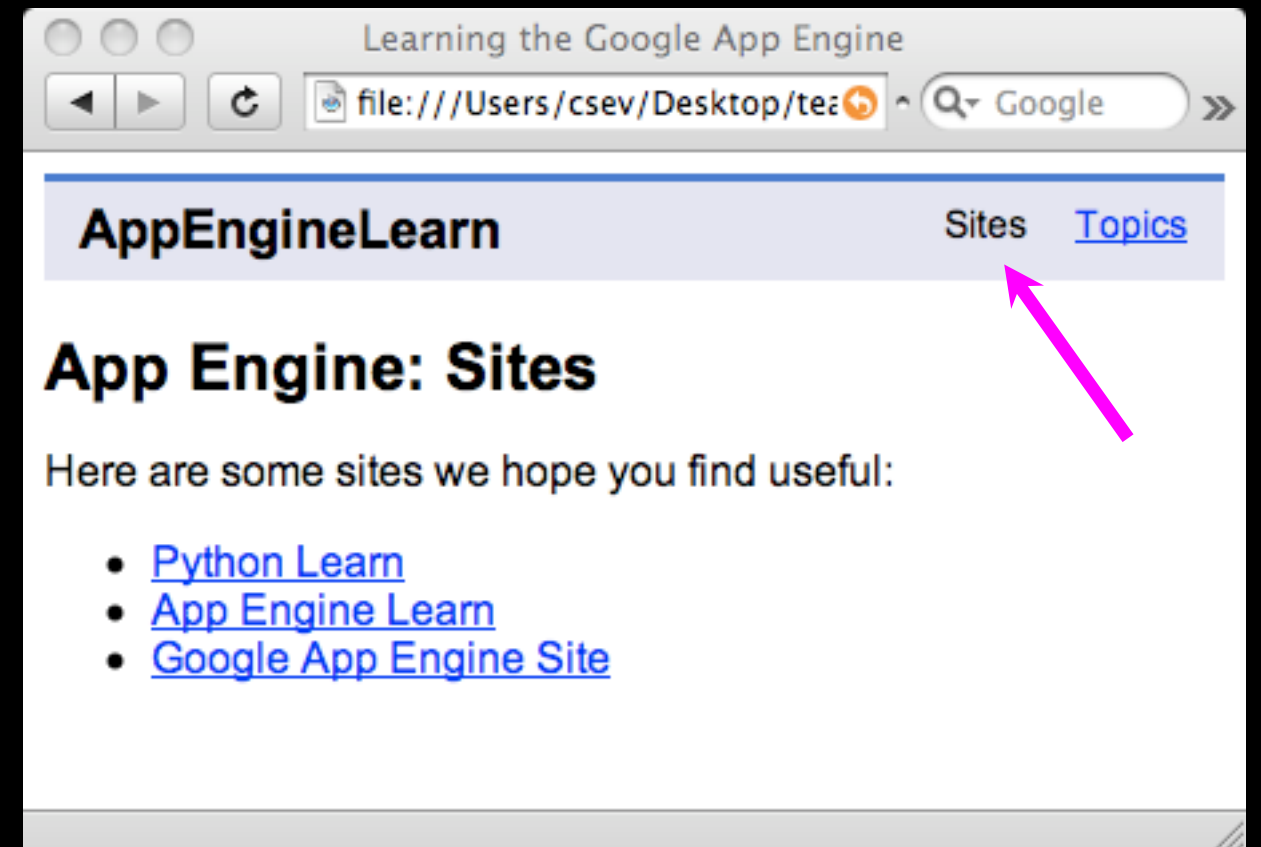 Learning the Google App Engine
file:///Users/csev/Desktop/tea Google
AppEngineLearn Sites Topics
App Engine: Sites
Here are some sites we hope you find useful:
• Python Learn
• App Engine Learn
• Google App Engine Site